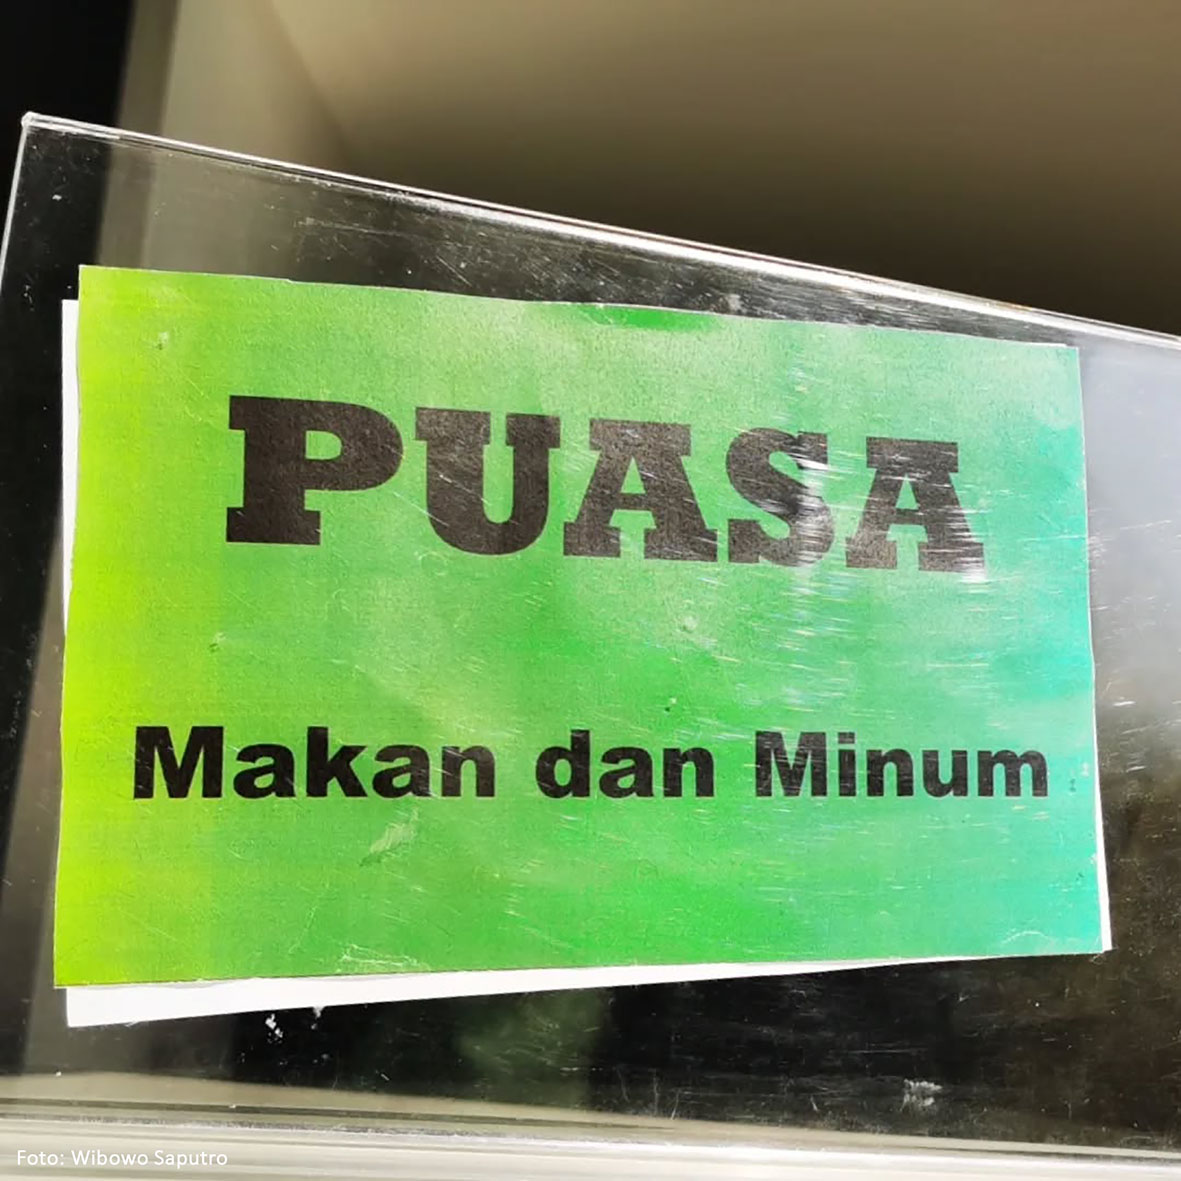 PUASA
Makan dan Minum
Foto: Wibowo Saputro